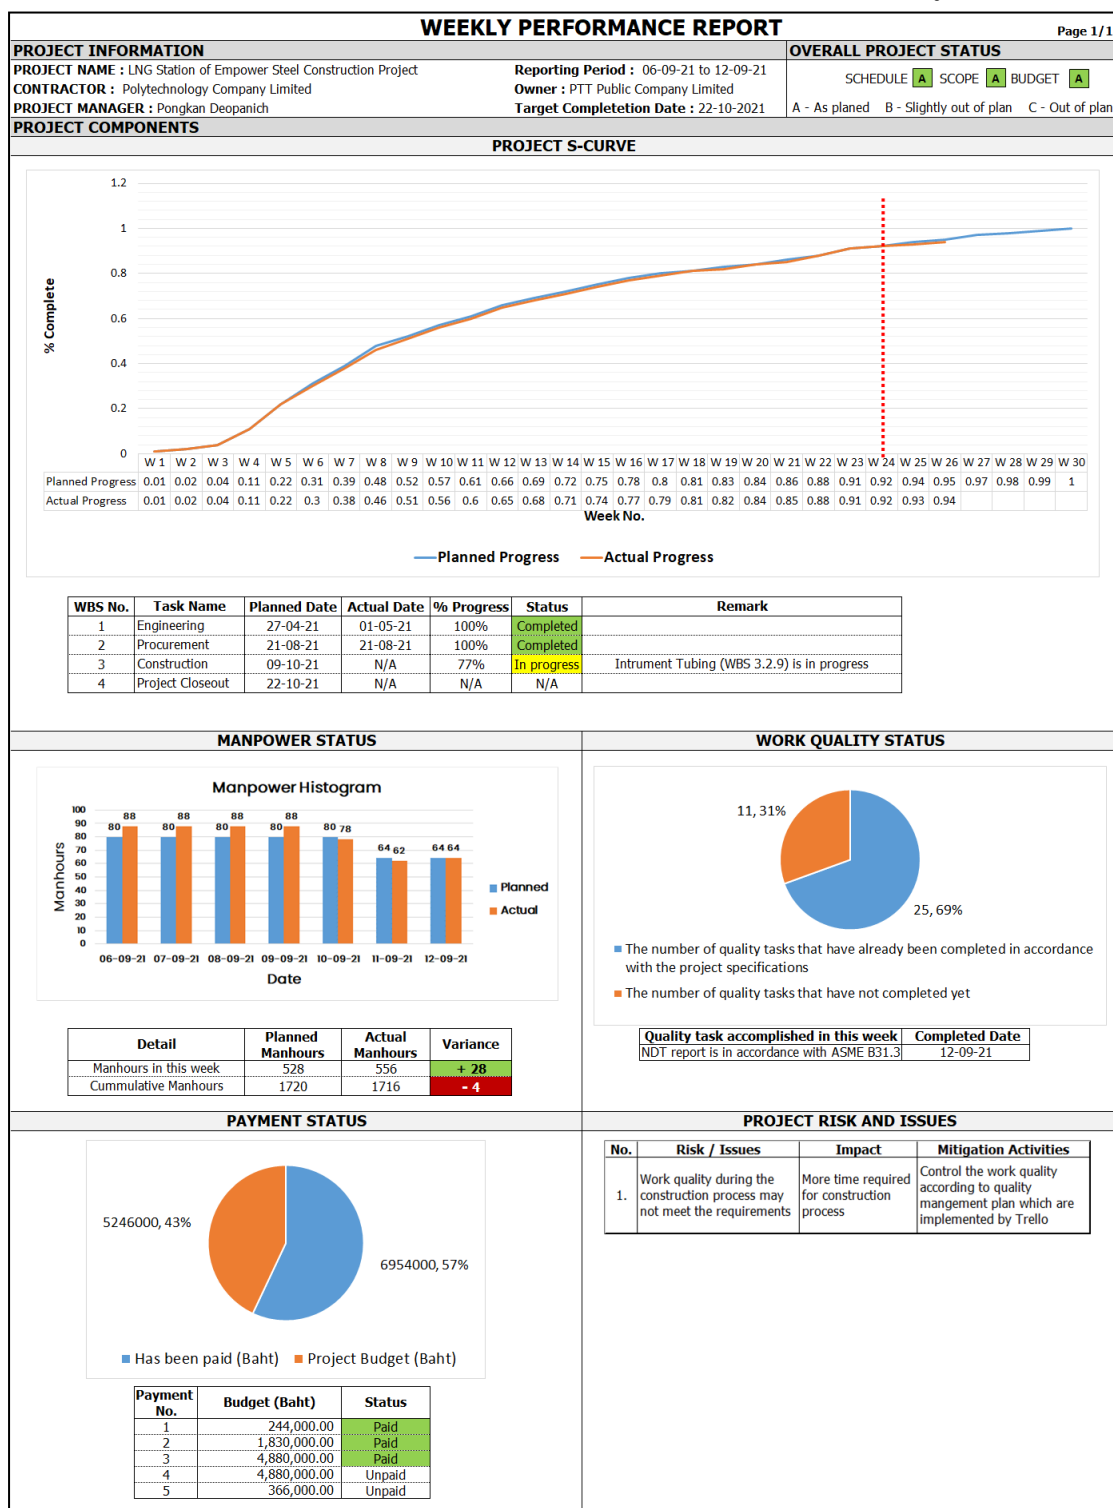 WEEKLY PERFORMANCE REPORT
Page 1/1
PROJECT INFORMATION
OVERALL PROJECT STATUS
PROJECT NAME : LNG Station of Empower Steel Construction Project
Reporting Period : 06-09-21 to 12-09-21
CONTRACTOR : Polytechnology Company Limited
Owner : PTT Public Company Limited
PROJECT MANAGER : Pongkan Deopanich
Target Completetion Date : 22-10-2021
SCHEDULE A SCOPE A BUDGET A
A - As planed B - Slightly out of plan C - Out of plan
PROJECT COMPONENTS
PROJECT S-CURVE
1.2
1
0.8
0.6
0.4
0.2
0
% Complete
W 1 W 2 W 3 W 4 W 5 W 6 W 7 W 8 W 9 W 10 W 11 W 12 W 13 W 14 W 15 W 16 W 17 W 18 W 19 W 20 W 21 W 22 W 23 W 24 W 25 W 26 W 27 W 28 W 29 W 30
Planned Progress 0.01 0.02 0.04 0.11 0.22 0.31 0.39 0.48 0.52 0.57 0.61 0.66 0.69 0.72 0.75 0.78 0.8 0.81 0.83 0.84 0.86 0.88 0.91 0.92 0.94 0.95 0.97 0.98 0.99 1
Actual Progress 0.01 0.02 0.04 0.11 0.22 0.3 0.38 0.46 0.51 0.56 0.6 0.65 0.68 0.71 0.74 0.77 0.79 0.81 0.82 0.84 0.85 0.88 0.91 0.92 0.93 0.94
Week No.
Planned Progress Actual Progress
WBS No. Task Name Planned Date Actual Date % Progress Status Remark
1 Engineering 27-04-21 01-05-21 100% Completed
2 Procurement 21-08-21 21-08-21 100% Completed
3 Construction 09-10-21 N/A 77% In progress Intrument Tubing (WBS 3.2.9) is in progress
4 Project Closeout 22-10-21 N/A N/A N/A
MANPOWER STATUS
Manpower Histogram
100
90
80
70
60
50
40
30
20
10
0
Manhours
80 88 80 88 80 88 80 88 80 78 64 62 64 64
06-09-21 07-09-21 08-09-21 09-09-21 10-09-21 11-09-21 12-09-21
Date
Planned
Actual
Detail Planned Manhours Actual Manhours Variance
Manhours in this week 528 556 + 28
Cummulative Manhours 1720 1716 - 4
WORK QUALITY STATUS
11, 31%
25, 69%
The number of quality tasks that have already been completed in accordance
with the project specifications
The number of quality tasks that have not completed yet
Quality task accomplished in this week Completed Date
NDT report is in accordance with ASME B31.3 12-09-21
PAYMENT STATUS
5246000, 43%
6954000, 57%
Has been paid (Baht) Project Budget (Baht)
Payment No. Budget (Baht) Status
1 244,000.00 Paid
2 1,830,000.00 Paid
3 4,880,000.00 Paid
4 4,880,000.00 Unpaid
5 366,000.00 Unpaid
PROJECT RISK AND ISSUES
No. Risk / Issues Impact Mitigation Activities
1. Work quality during the construction process may not meet the requirements
More time required for construction process
Control the work quality according to quality mangement plan which are implemented by Trello